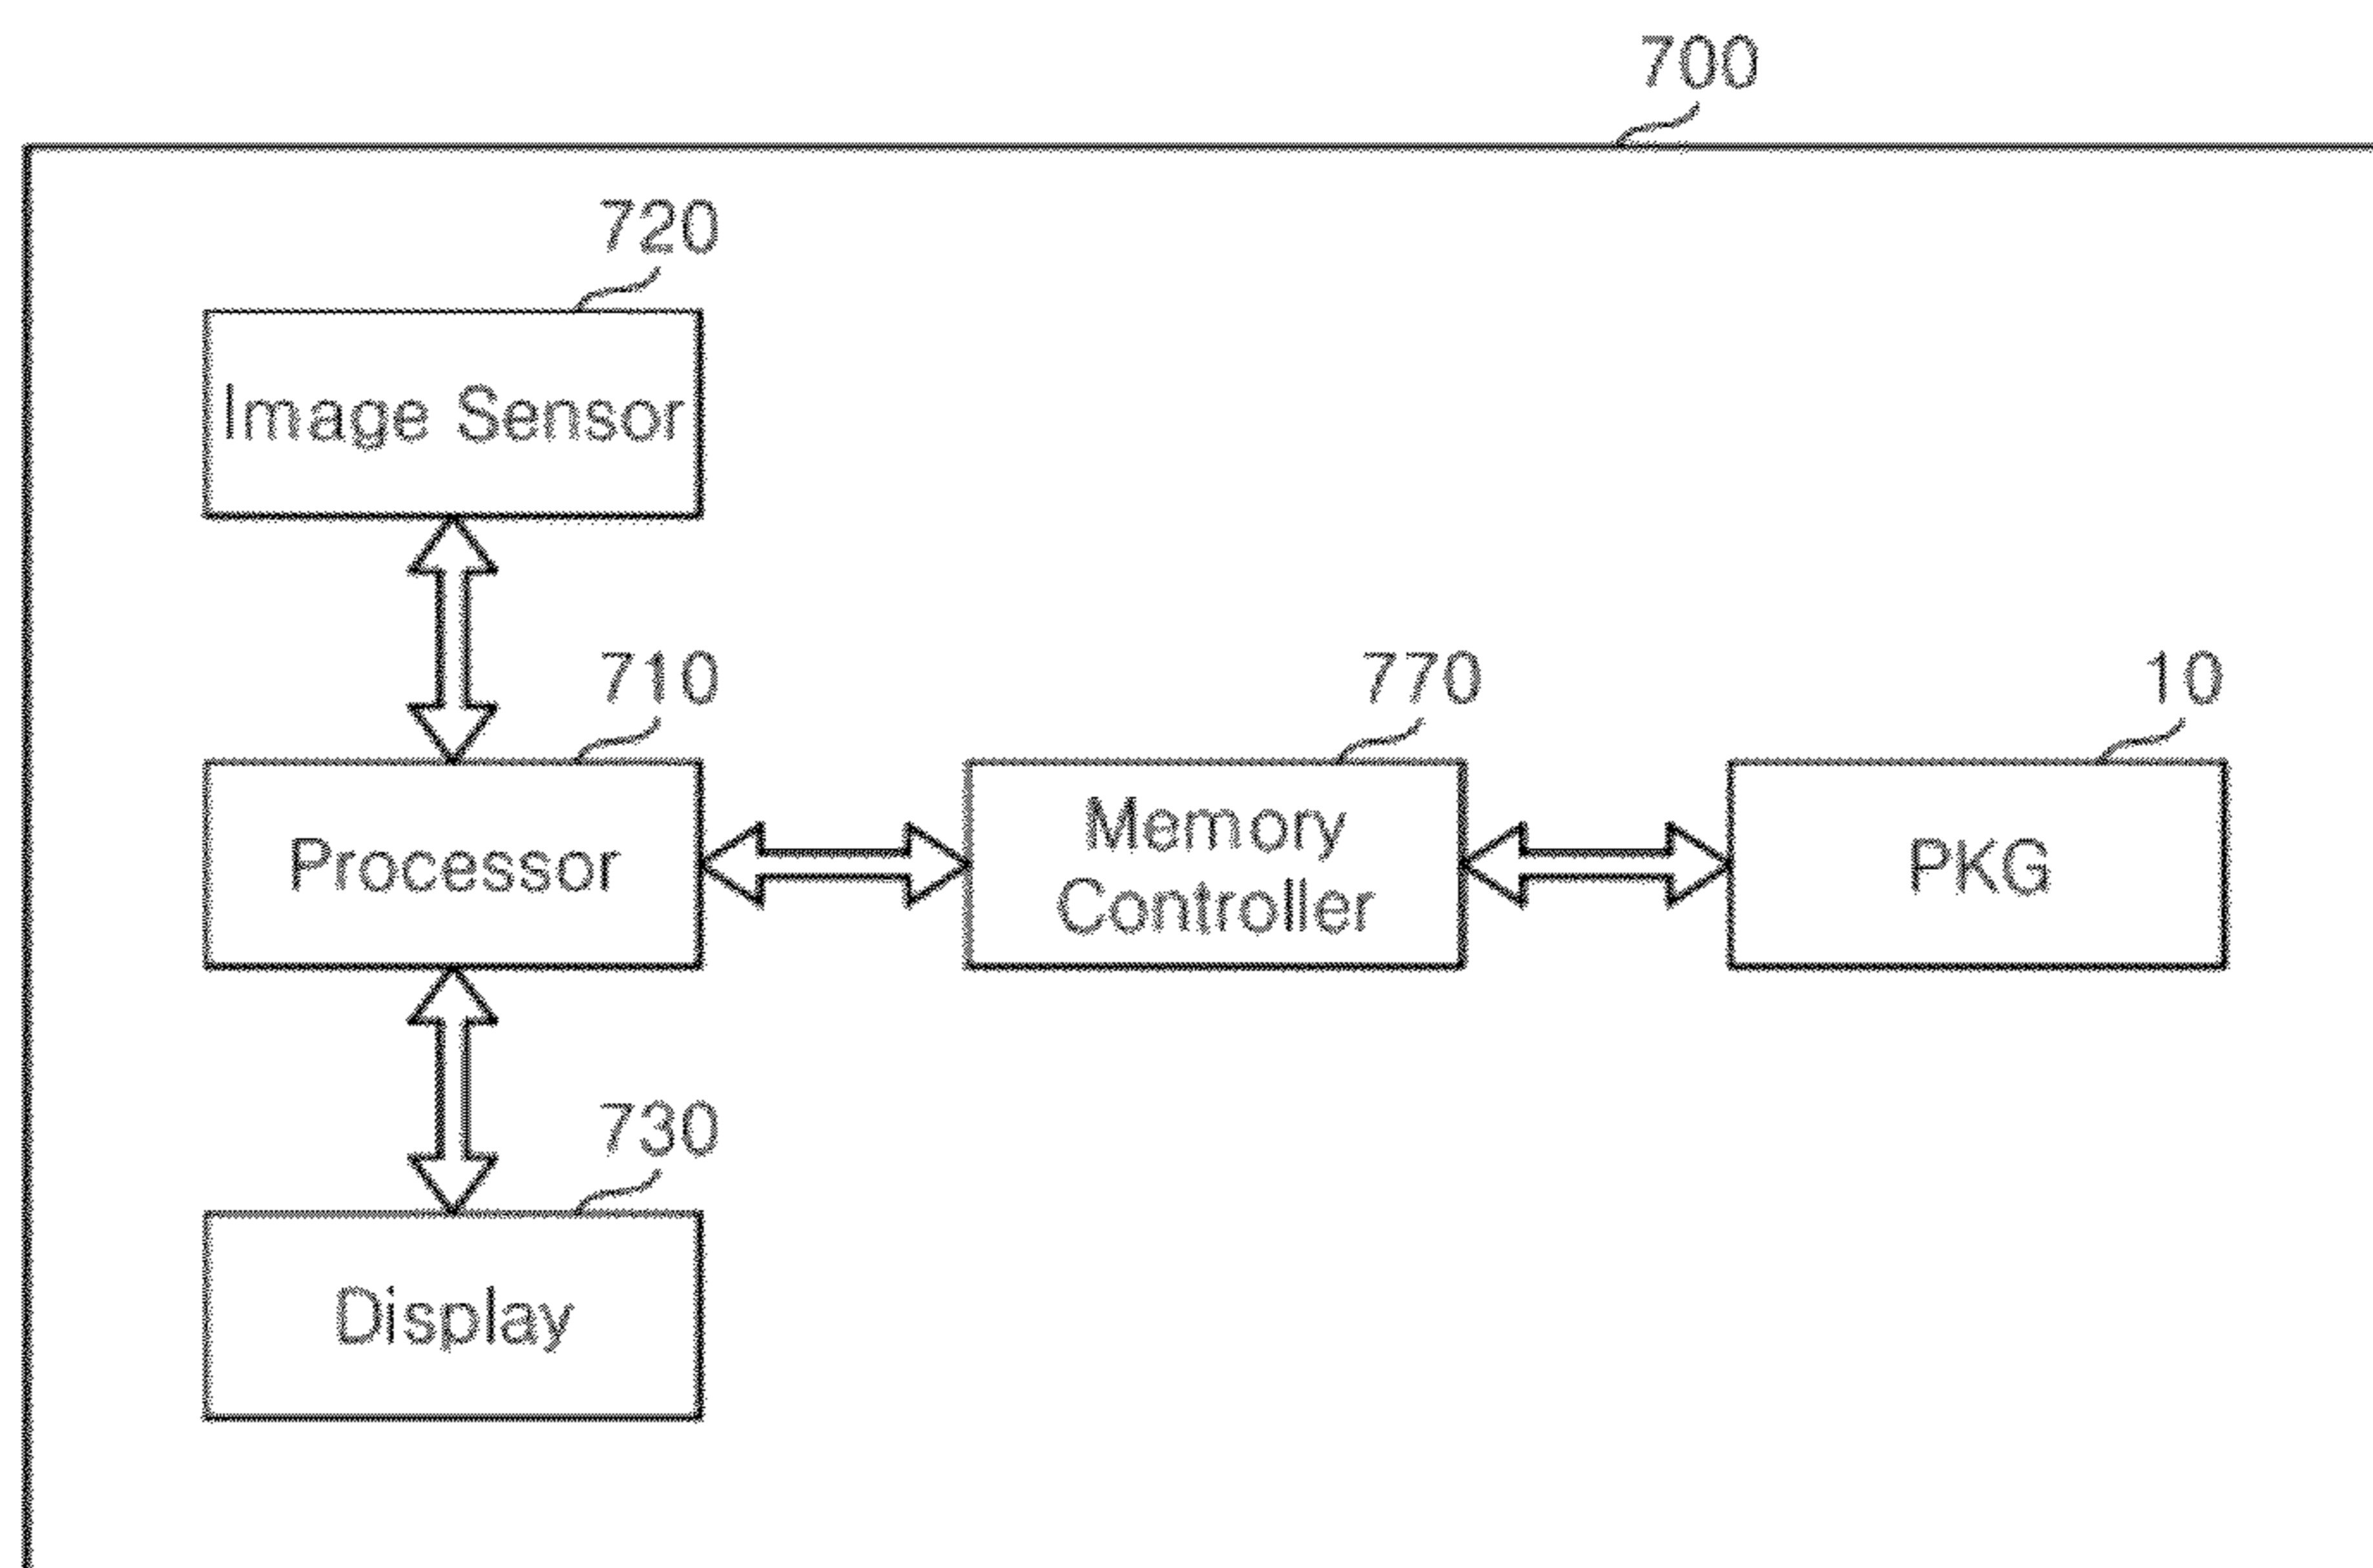 700
720
Image Sensor
710
770
10
Processor
Memory
Controller
PKG
730
Display